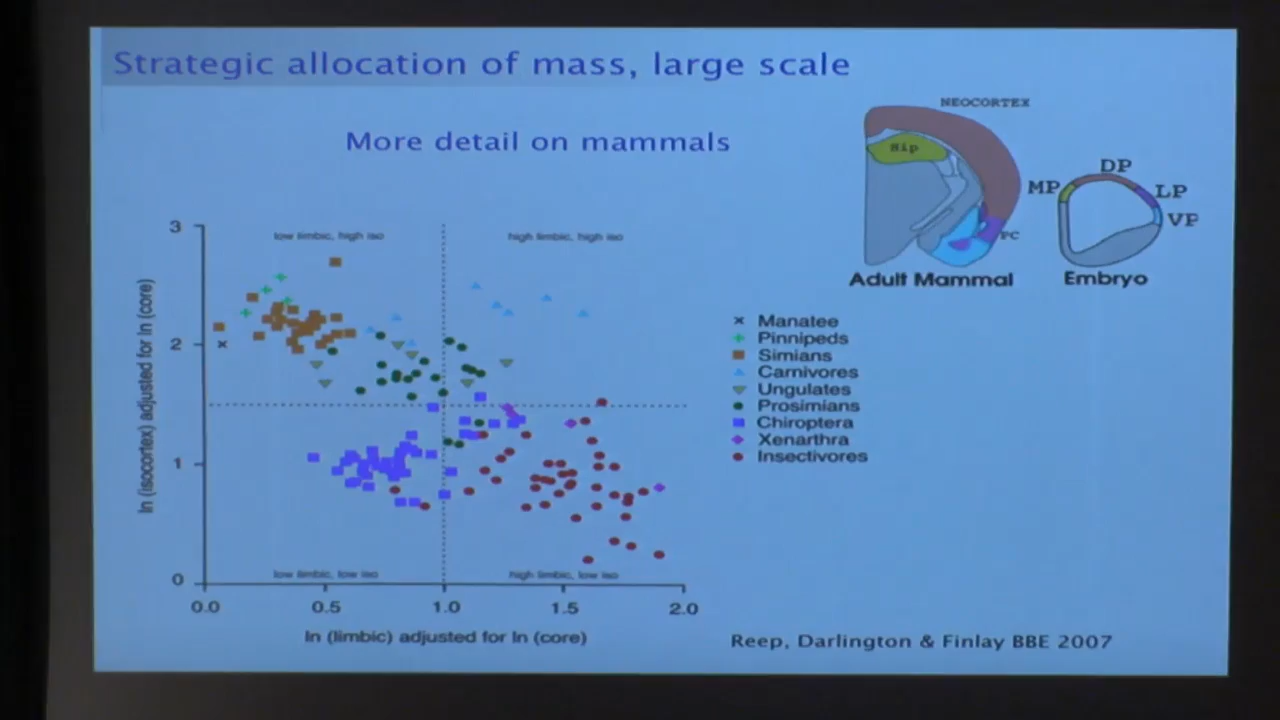 Strategic allocation of mass, large scale
More detail on mammals
NEOCORTEX
Hip
PC
Adult Mammal
MP
DP
LP
VP
Embryo
3
2
1
0
ln (isocortex) adjusted for ln (core)
low limbic, high iso
high limbic, high iso
low limbic, low iso
high limbic, low iso
0.0 0.5 1.0 1.5 2.0
ln (limbic) adjusted for ln (core)
Manatee
Pinnipeds
Simians
Carnivores
Ungulates
Prosimians
Chiroptera
Xenarthra
Insectivores
Reep, Darlington & Finlay BBE 2007